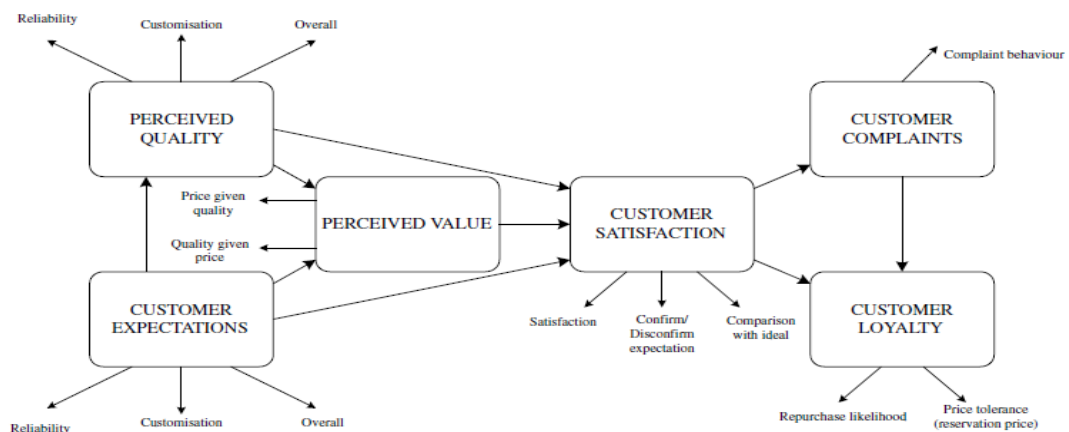 Reliability
Customisation
Overall
Complaint behaviour
PERCEIVED
QUALITY
CUSTOMER
COMPLAINTS
Price given
quality
PERCEIVED VALUE
CUSTOMER
SATISFACTION
Quality given
price
CUSTOMER
EXPECTATIONS
Satisfaction
Confirm/
Disconfirm
expectation
Comparison
with ideal
CUSTOMER
LOYALTY
Reliability
Customisation
Overall
Repurchase likelihood
Price tolerance
(reservation price)